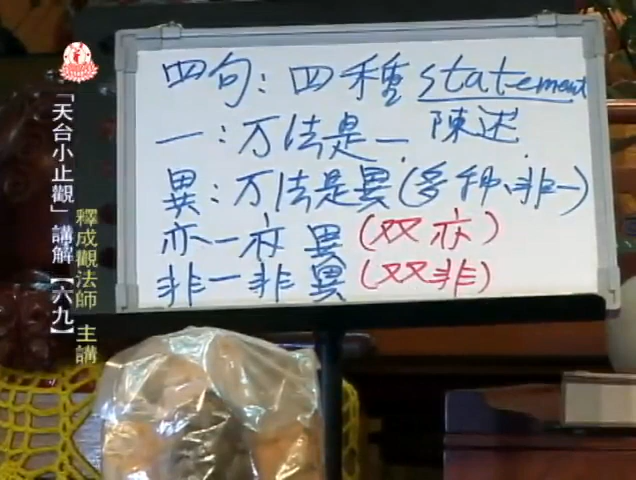 四句：四種statement
一：万法是一. 陳述.
異：万法是異(多种、非一)
亦一亦異(双亦)
非一非異(双非)
「天台小止觀」講解【六九】
釋成觀法師 主講